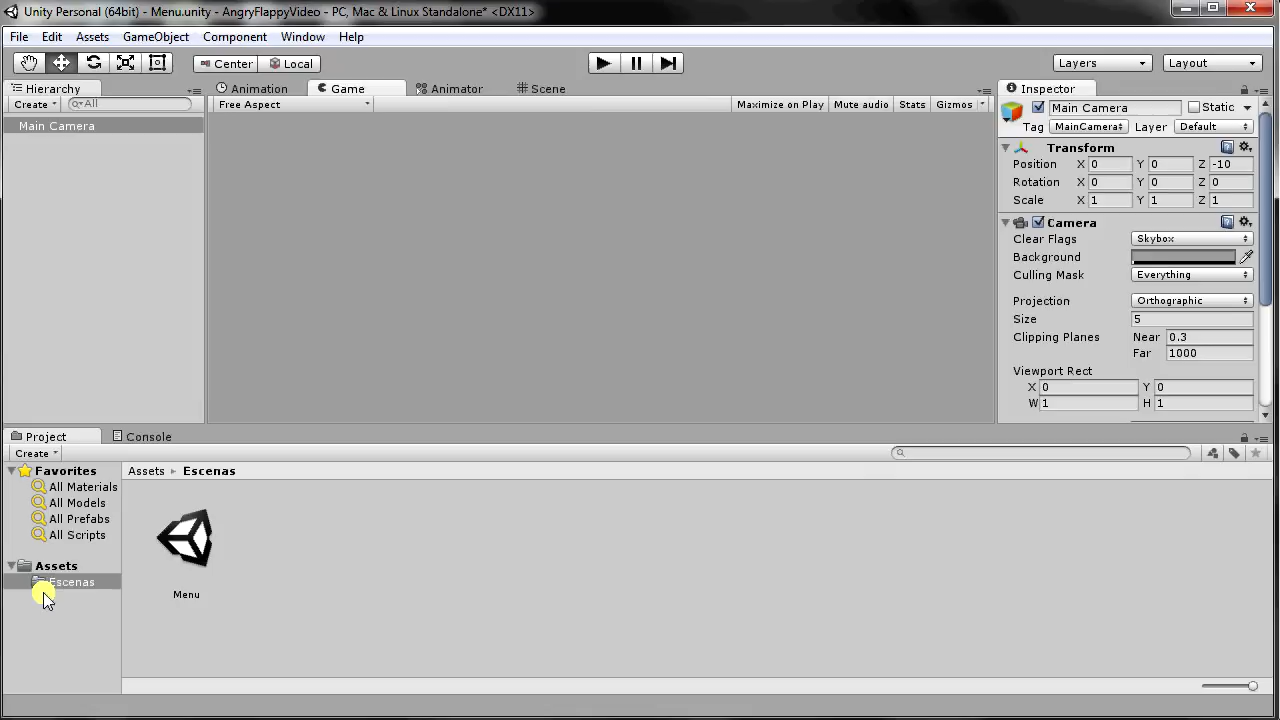 Unity Personal (64bit) - Menu.unity - AngryFlappyVideo - PC, Mac & Linux Standalone* <DX11>
File Edit Assets GameObject Component Window Help
Center Local Layers Layout
Hierarchy Animation Game Animator Scene Inspector
Create All Free Aspect Maximize on Play Mute audio Stats Gizmos Main Camera Static
Main Camera Tag MainCamera Layer Default
Transform
Position X 0 Y 0 Z -10
Rotation X 0 Y 0 Z 0
Scale X 1 Y 1 Z 1
Camera
Clear Flags Skybox
Background
Culling Mask Everything
Projection Orthographic
Size 5
Clipping Planes Near 0.3
Far 1000
Viewport Rect
X 0 Y 0
W 1 H 1
Project Console
Create
Favorites Assets Escenas
All Materials
All Models
All Prefabs
All Scripts
Assets
Escenas
Menu